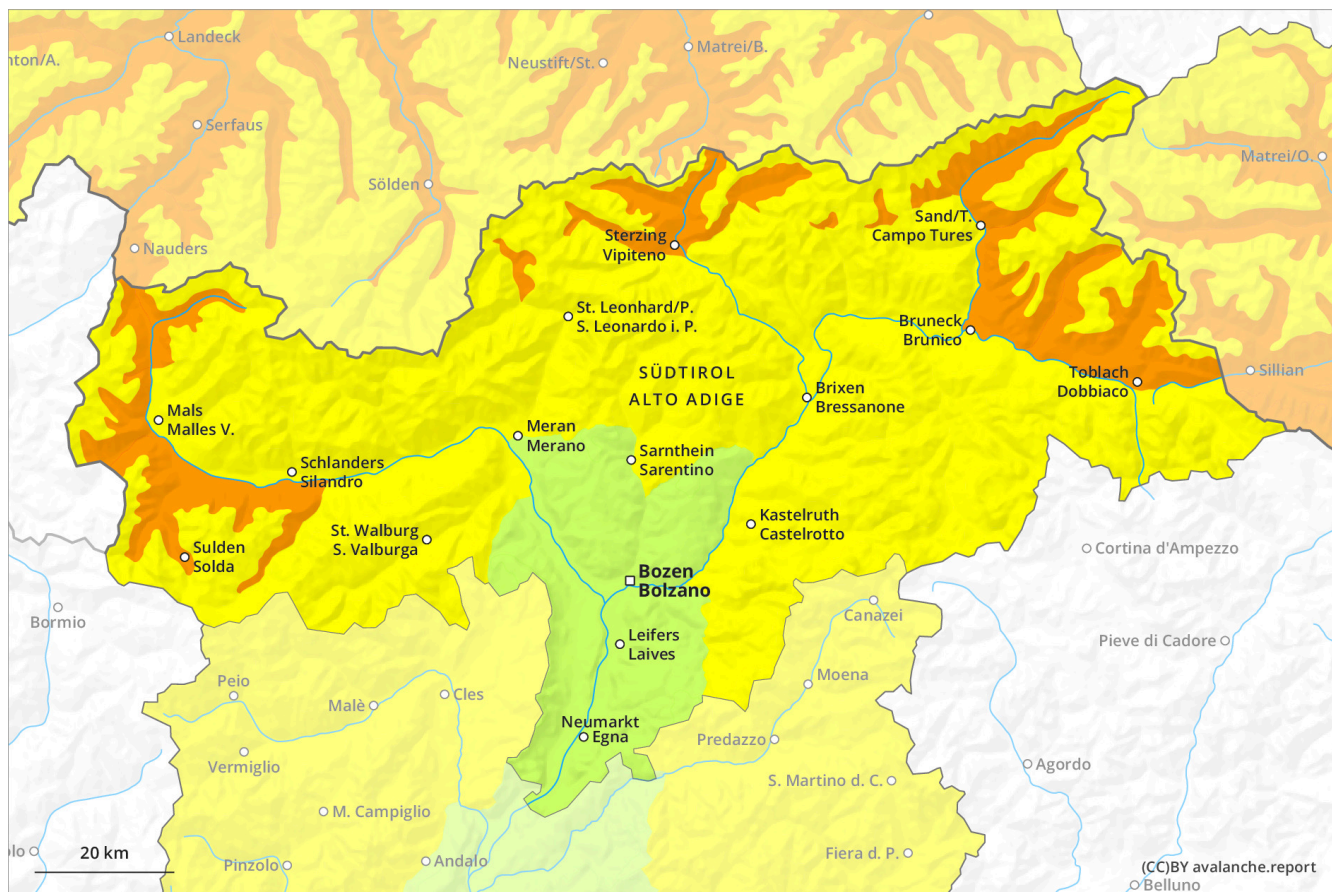 Landeck
nton/A.
Matrei/B.
Neustift/St.
Serfaus
Matrei/O.
Sölden
Nauders
Sand/T.
Campo Tures
Sterzing
Vipiteno
St. Leonhard/P.
S. Leonardo i. P.
Bruneck
Brunico
SÜDTIROL
ALTO ADIGE
Toblach
Dobbiaco
Sillian
Brixen
Bressanone
Mals
Malles V.
Meran
Merano
Sarnthein
Sarentino
Schlanders
Silandro
Kastelruth
Castelrotto
St. Walburg
S. Valburga
Sulden
Solda
Cortina d'Ampezzo
Bozen
Bolzano
Bormio
Canazei
Leifers
Laives
Pieve di Cadore
Moena
Peio
Cles
Malè
Neumarkt
Egna
Predazzo
Vermiglio
Agordo
S. Martino d. C.
M. Campiglio
20 km
olo
Pinzolo
Andalo
Fiera d. P.
(CC)BY avalanche.report
Belluno